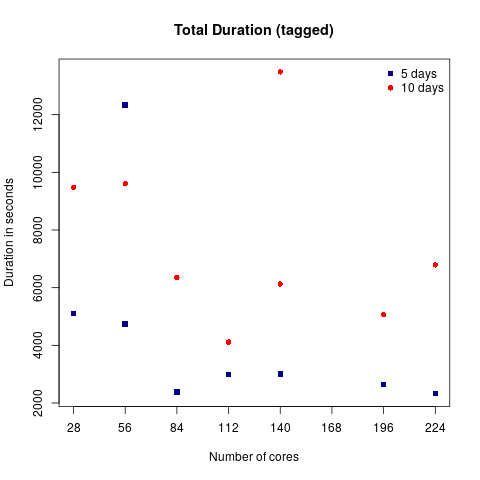 Total Duration (tagged)
5 days
10 days
12000
10000
8000
6000
4000
2000
Duration in seconds
28 56 84 112 140 168 196 224
Number of cores